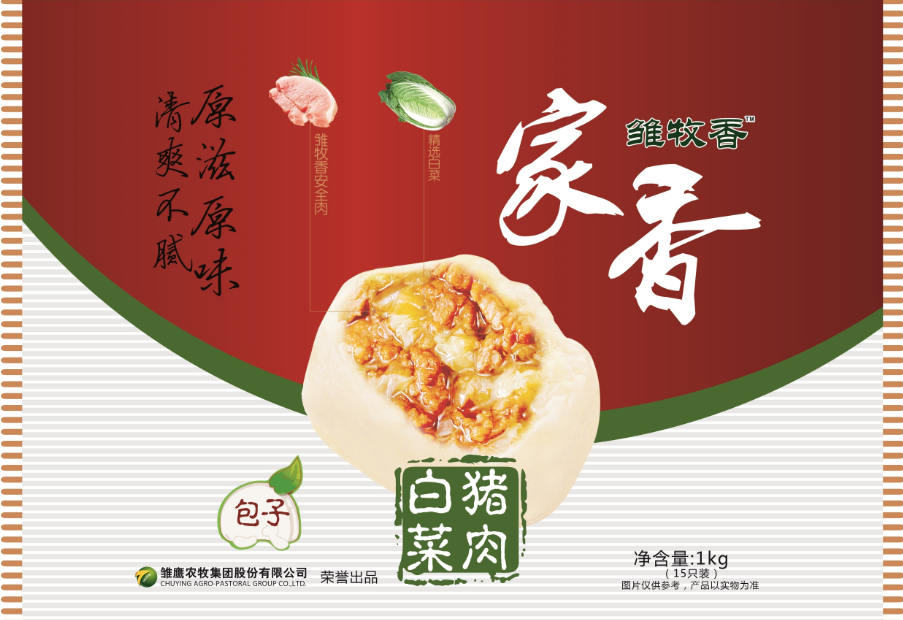 原滋原味
清爽不腻
雏牧香安全肉
精选白菜
雏牧香™
家香
包子
猪肉
白菜
雏鹰农牧集团股份有限公司
CHUYING AGRO-PASTORAL GROUP CO.,LTD.
荣誉出品
净含量:1kg
（15只装）
图片仅供参考，产品以实物为准